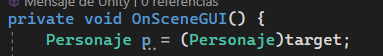 Mensaje de Unity | 0 referencias
private void OnSceneGUI() {
Personaje p = (Personaje)target;